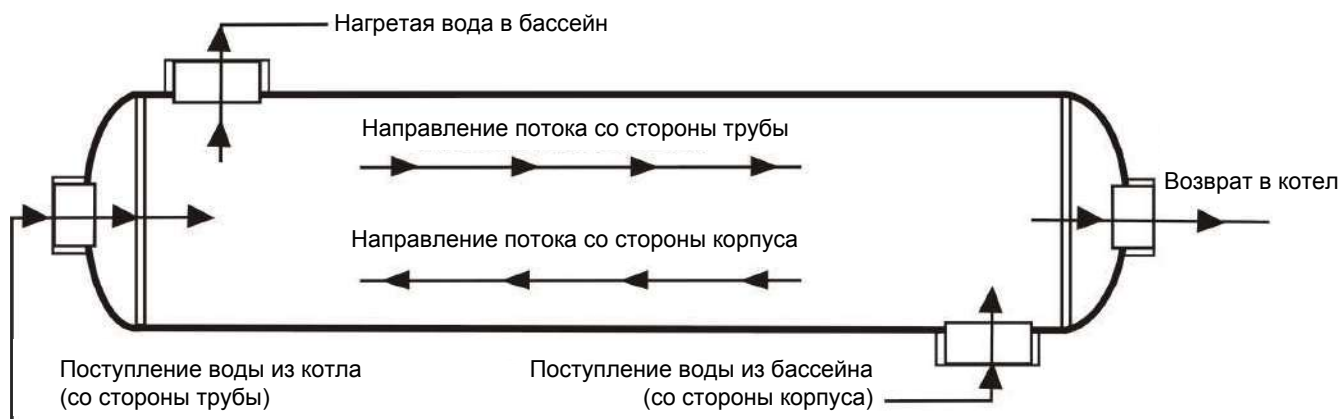 Нагретая вода в бассейн
Направление потока со стороны трубы
Возврат в котел
Направление потока со стороны корпуса
Поступление воды из котла
(со стороны трубы)
Поступление воды из бассейна
(со стороны корпуса)